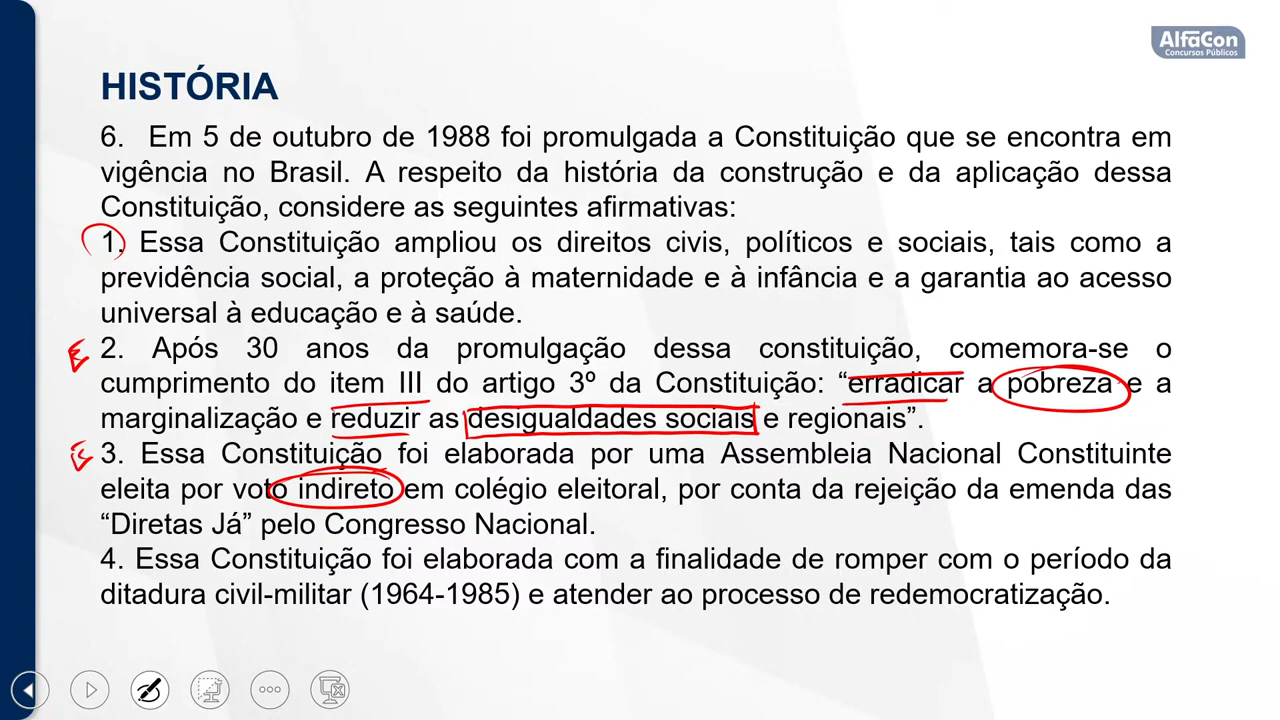 AlfaCon
Concursos Públicos
HISTÓRIA
6. Em 5 de outubro de 1988 foi promulgada a Constituição que se encontra em
vigência no Brasil. A respeito da história da construção e da aplicação dessa
Constituição, considere as seguintes afirmativas:
1. Essa Constituição ampliou os direitos civis, políticos e sociais, tais como a
previdência social, a proteção à maternidade e à infância e a garantia ao acesso
universal à educação e à saúde.
E 2. Após 30 anos da promulgação dessa constituição, comemora-se o
cumprimento do item III do artigo 3º da Constituição: “erradicar a pobreza e a
marginalização e reduzir as desigualdades sociais e regionais”.
3. Essa Constituição foi elaborada por uma Assembleia Nacional Constituinte
eleita por voto indireto em colégio eleitoral, por conta da rejeição da emenda das
“Diretas Já” pelo Congresso Nacional.
4. Essa Constituição foi elaborada com a finalidade de romper com o período da
ditadura civil-militar (1964-1985) e atender ao processo de redemocratização.